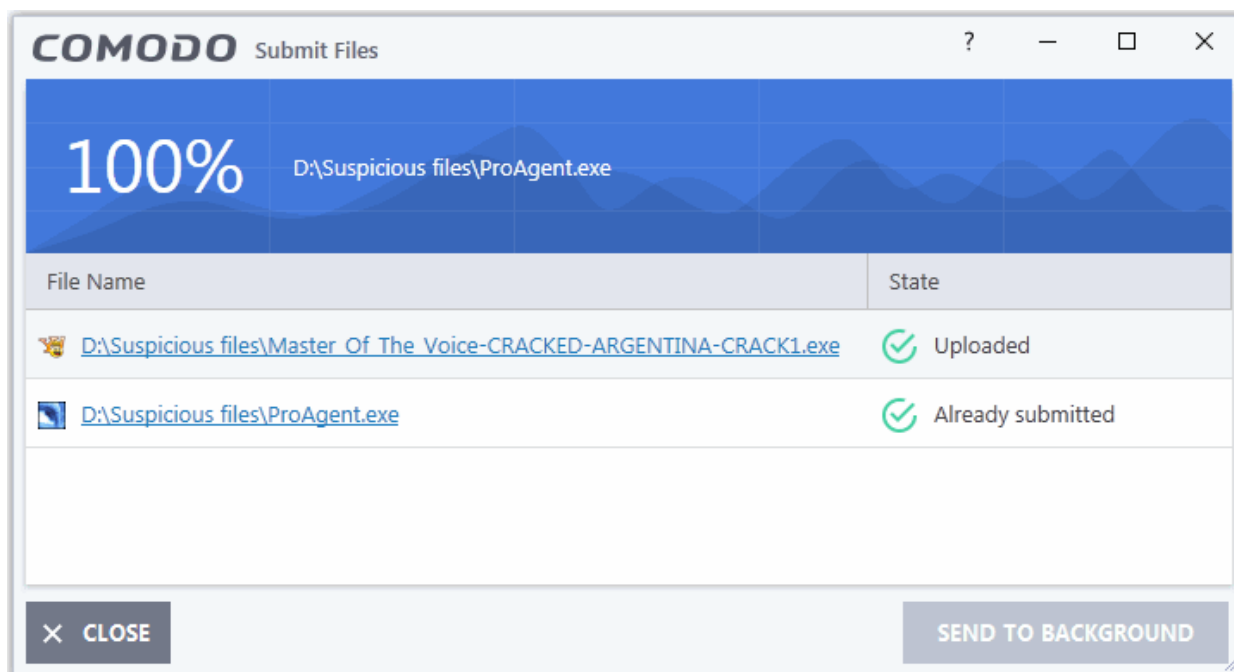 COMODO Submit Files
100% D:\Suspicious files\ProAgent.exe
File Name State
D:\Suspicious files\Master_Of_The_Voice-CRACKED-ARGENTINA-CRACK1.exe Uploaded
D:\Suspicious files\ProAgent.exe Already submitted
CLOSE SEND TO BACKGROUND